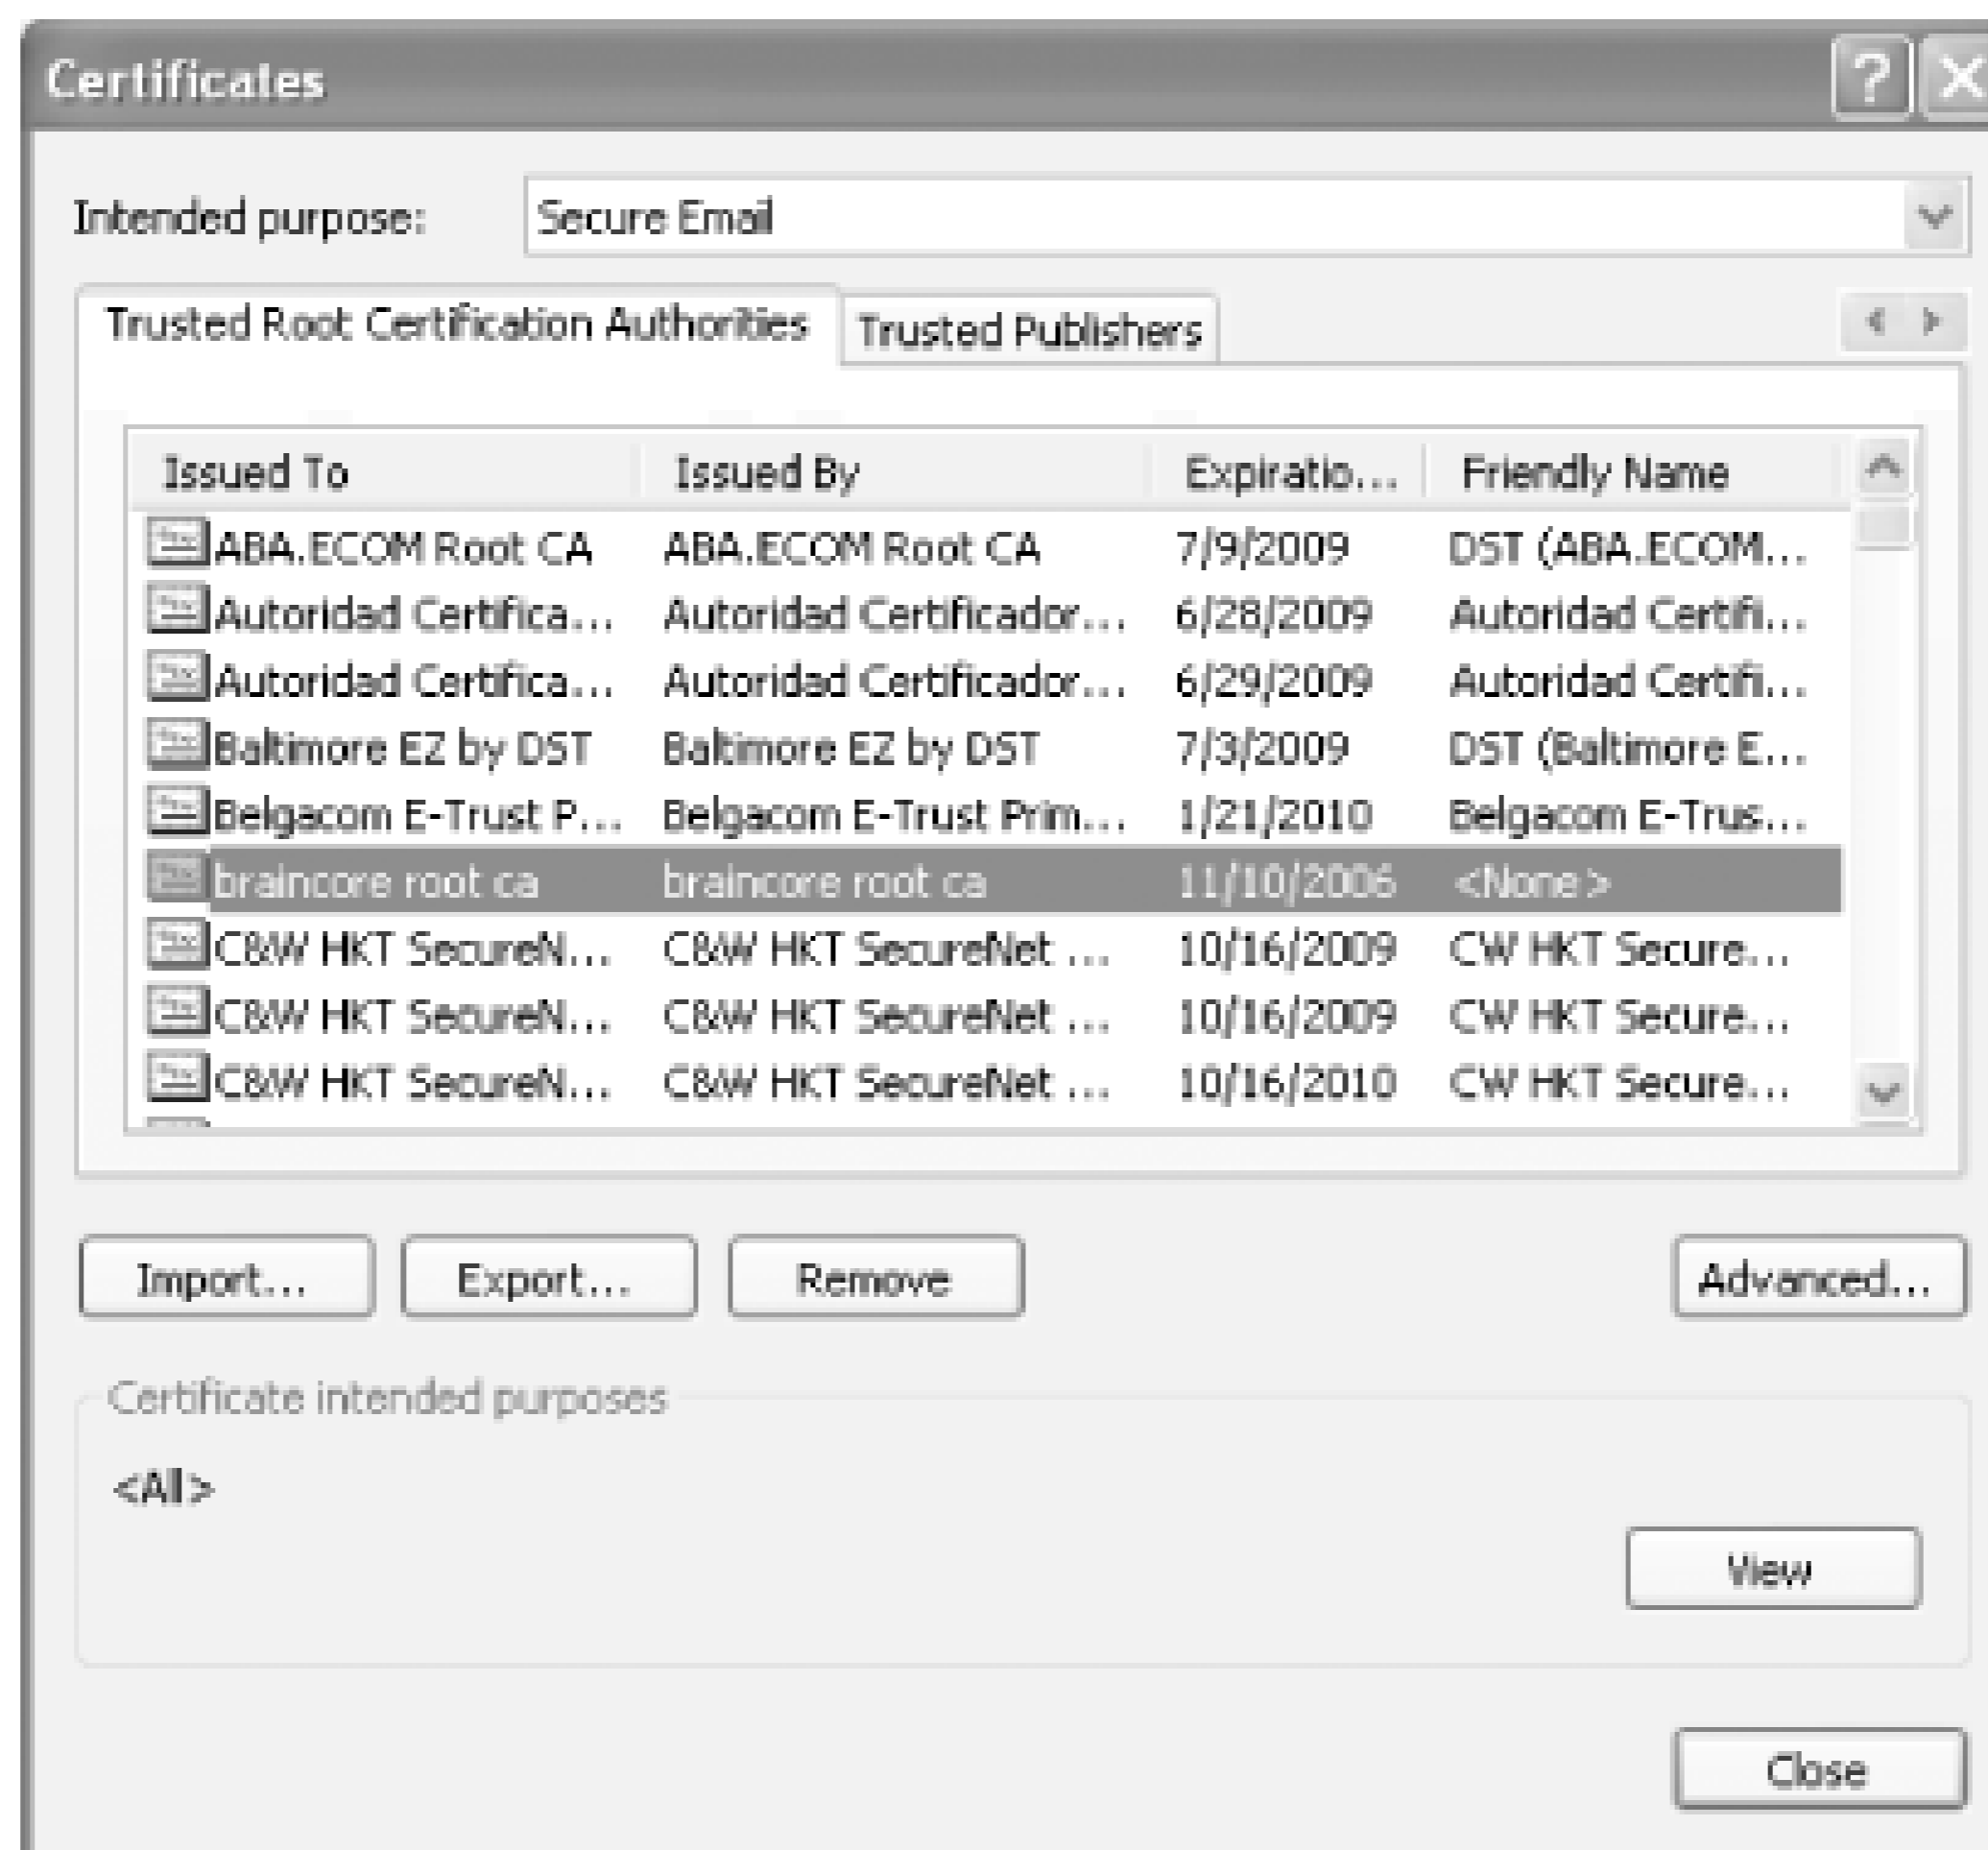 Certificates
Intended purpose: Secure Email
Trusted Root Certification Authorities Trusted Publishers
Issued To Issued By Expiratio... Friendly Name
ABA.ECOM Root CA ABA.ECOM Root CA 7/9/2009 DST (ABA.ECOM...
Autoridad Certifica... Autoridad Certificador... 6/28/2009 Autoridad Certifi...
Autoridad Certifica... Autoridad Certificador... 6/29/2009 Autoridad Certifi...
Baltimore EZ by DST Baltimore EZ by DST 7/3/2009 DST (Baltimore E...
Belgacom E-Trust P... Belgacom E-Trust Prim... 1/21/2010 Belgacom E-Trus...
braincore root ca braincore root ca 11/10/2006 <None>
C&W HKT SecureN... C&W HKT SecureNet ... 10/16/2009 CW HKT Secure...
C&W HKT SecureN... C&W HKT SecureNet ... 10/16/2009 CW HKT Secure...
C&W HKT SecureN... C&W HKT SecureNet ... 10/16/2010 CW HKT Secure...
Import... Export... Remove Advanced...
Certificate intended purposes
<All>
View
Close